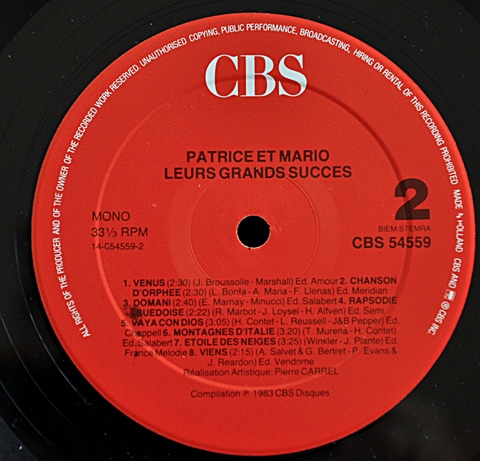 ALL RIGHTS OF THE PRODUCER AND OF THE OWNER OF THE RECORDED WORK RESERVED. UNAUTHORISED COPYING, PUBLIC PERFORMANCE, BROADCASTING, HIRING OR RENTAL OF THIS RECORDING PROHIBITED MADE IN HOLLAND CBS AND ARE ® CBS INC
CBS
PATRICE ET MARIO
LEURS GRANDS SUCCES
2
MONO
33⅓ RPM
14-054559-2
BIEM STEMRA
CBS 54559
1. VENUS (2:30) (J. Broussolle - Marshall) Ed. Amour 2. CHANSON
D'ORPHEE (2:30) (L. Bonfa - A. Maria - F. Llenas) Ed. Meridian
3. DOMANI (2:40) (E. Marnay - Minucci) Ed. Salabert 4. RAPSODIE
SUEDOISE (2:22) (R. Marbot - J. Loysel - H. Alfven) Ed. Semi
5. VAYA CON DIOS (3:05) (H. Contet - L. Reussell - J&B Pepper) Ed.
Chappell 6. MONTAGNES D'ITALIE (3:20) (T. Murena - H. Contet)
Ed. Salabert 7. ETOILE DES NEIGES (3:25) (Winkler - J. Plante) Ed.
France Melodie 8. VIENS (2:15) (A. Salvet & G. Bertret - P. Evans &
J. Reardon) Ed. Vendrome
Réalisation Artistique: Pierre CARREL
Compilation ℗ 1983 CBS Disques